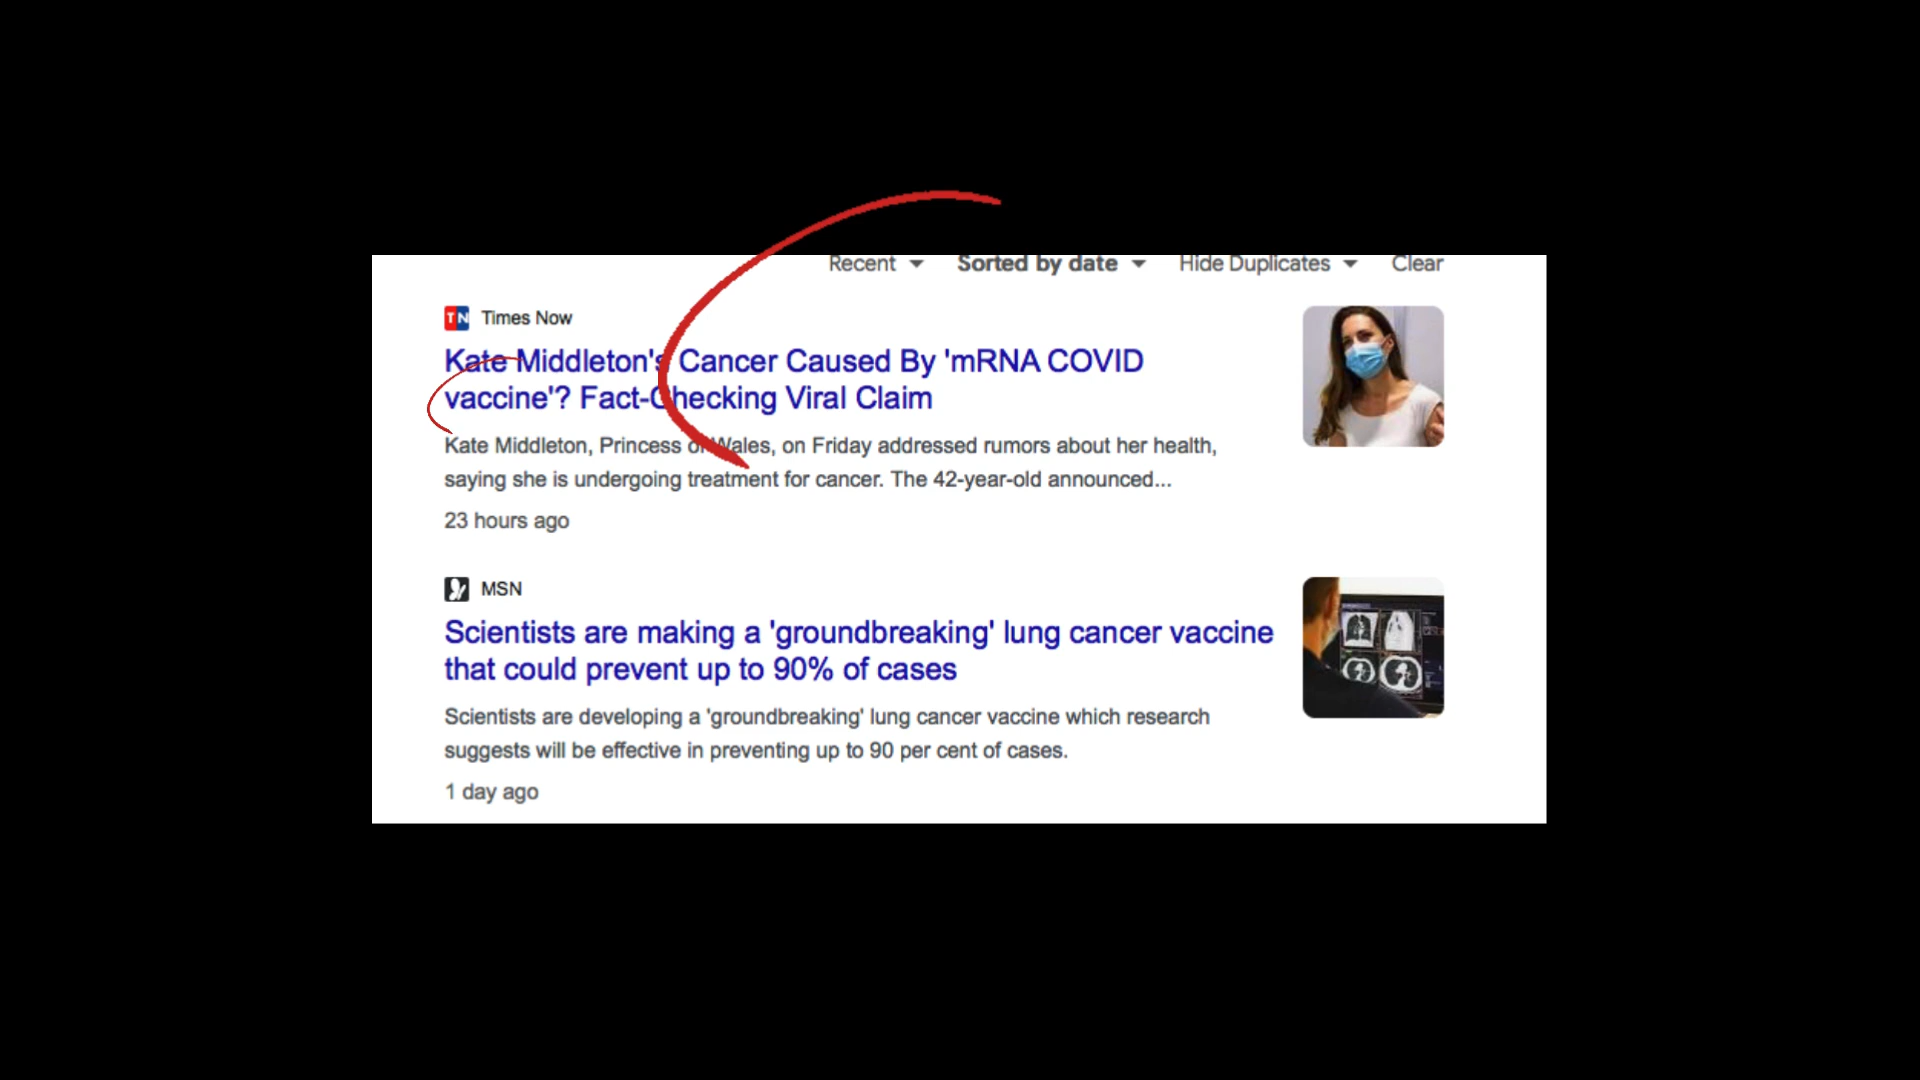 Recent Sorted by date Hide Duplicates Clear
TN Times Now
Kate Middleton's Cancer Caused By 'mRNA COVID
vaccine'? Fact-Checking Viral Claim
Kate Middleton, Princess of Wales, on Friday addressed rumors about her health,
saying she is undergoing treatment for cancer. The 42-year-old announced...
23 hours ago
MSN
Scientists are making a 'groundbreaking' lung cancer vaccine
that could prevent up to 90% of cases
Scientists are developing a 'groundbreaking' lung cancer vaccine which research
suggests will be effective in preventing up to 90 per cent of cases.
1 day ago